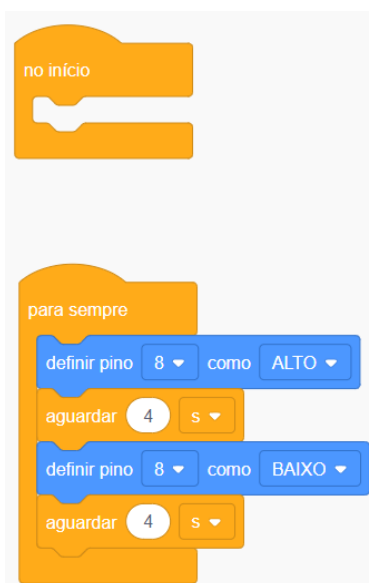 no início
para sempre
definir pino 8 como ALTO
aguardar 4 s
definir pino 8 como BAIXO
aguardar 4 s